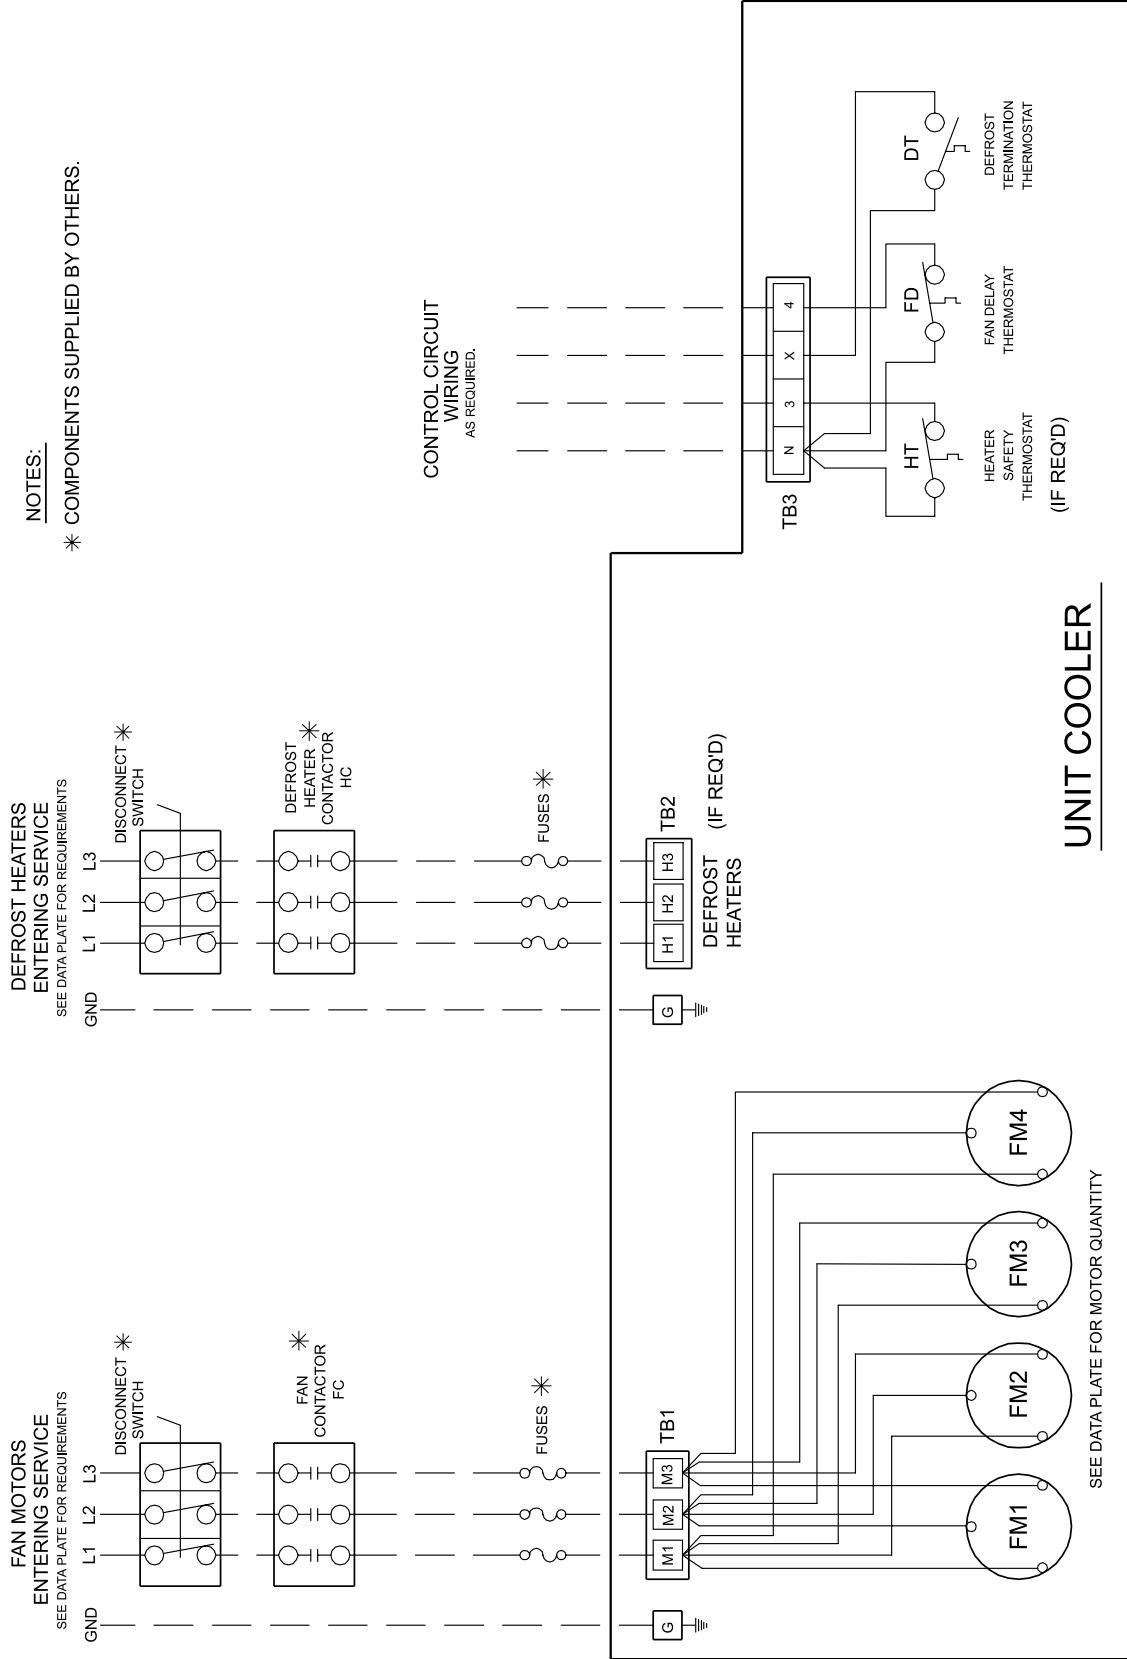 FAN MOTORS
ENTERING SERVICE
SEE DATA PLATE FOR REQUIREMENTS
GND
L1
L2
L3
DISCONNECT *
SWITCH
FAN *
CONTACTOR
FC
FUSES *
TB1
G
M1
M2
M3
FM1
FM2
FM3
FM4
SEE DATA PLATE FOR MOTOR QUANTITY
DEFROST HEATERS
ENTERING SERVICE
SEE DATA PLATE FOR REQUIREMENTS
GND
L1
L2
L3
DISCONNECT *
SWITCH
DEFROST
HEATER *
CONTACTOR
HC
FUSES *
G
H1
H2
H3
TB2
DEFROST
HEATERS
(IF REQ'D)
UNIT COOLER
NOTES:
* COMPONENTS SUPPLIED BY OTHERS.
CONTROL CIRCUIT
WIRING
AS REQUIRED.
TB3
N
3
X
4
HT
HEATER
SAFETY
THERMOSTAT
(IF REQ'D)
FD
FAN DELAY
THERMOSTAT
DT
DEFROST
TERMINATION
THERMOSTAT